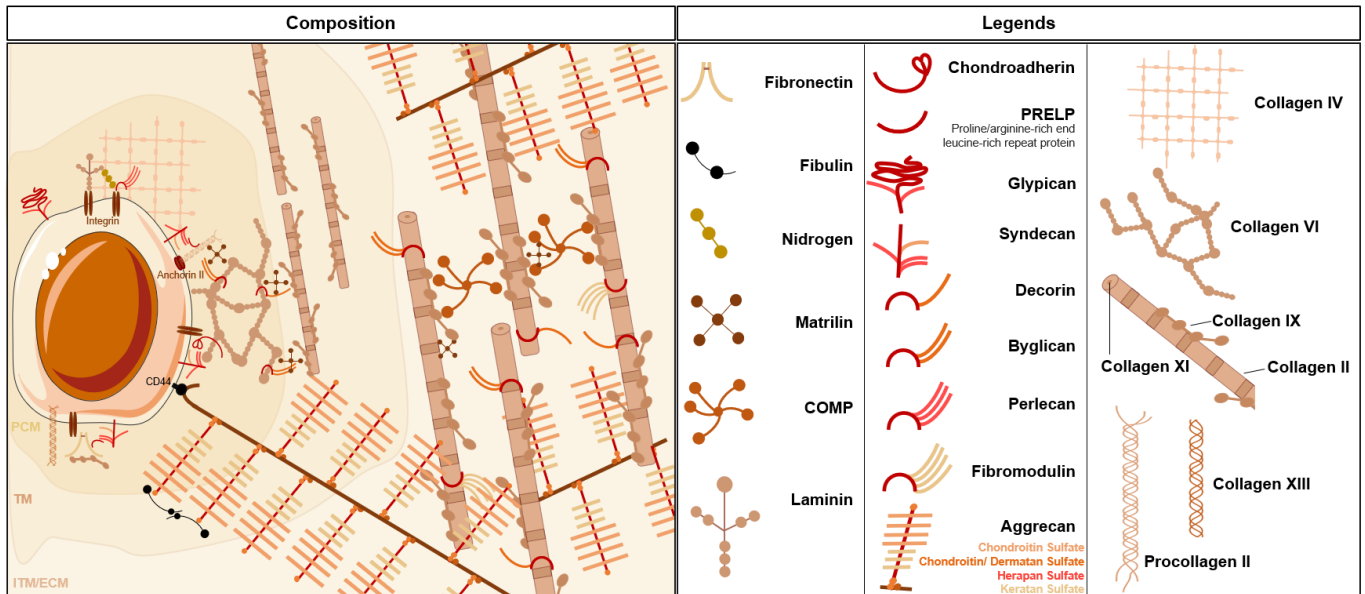 Composition
Legends
Integrin
Anchorin II
CD44
PCM
TM
ITM/ECM
Fibronectin
Fibulin
Nidrogen
Matrilin
COMP
Laminin
Chondroadherin
PRELP
Proline/arginine-rich end
leucine-rich repeat protein
Glypican
Syndecan
Decorin
Byglican
Perlecan
Fibromodulin
Aggrecan
Chondroitin Sulfate
Chondroitin/ Dermatan Sulfate
Herapan Sulfate
Keratan Sulfate
Collagen IV
Collagen VI
Collagen IX
Collagen XI
Collagen II
Collagen XIII
Procollagen II